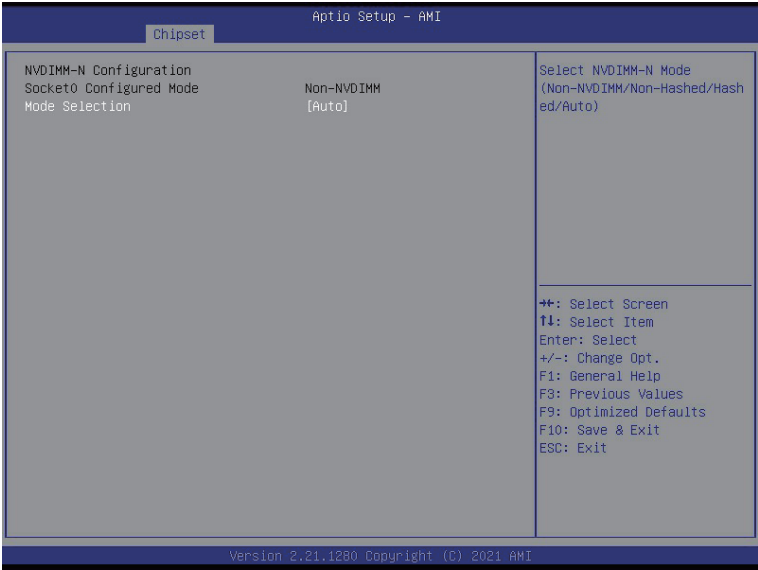 Aptio Setup – AMI
Chipset
NVDIMM-N Configuration
Socket0 Configured Mode Non-NVDIMM
Mode Selection [Auto]
Select NVDIMM-N Mode
(Non-NVDIMM/Non-Hashed/Hash
ed/Auto)
→←: Select Screen
↑↓: Select Item
Enter: Select
+/-: Change Opt.
F1: General Help
F3: Previous Values
F9: Optimized Defaults
F10: Save & Exit
ESC: Exit
Version 2.21.1280 Copyright (C) 2021 AMI